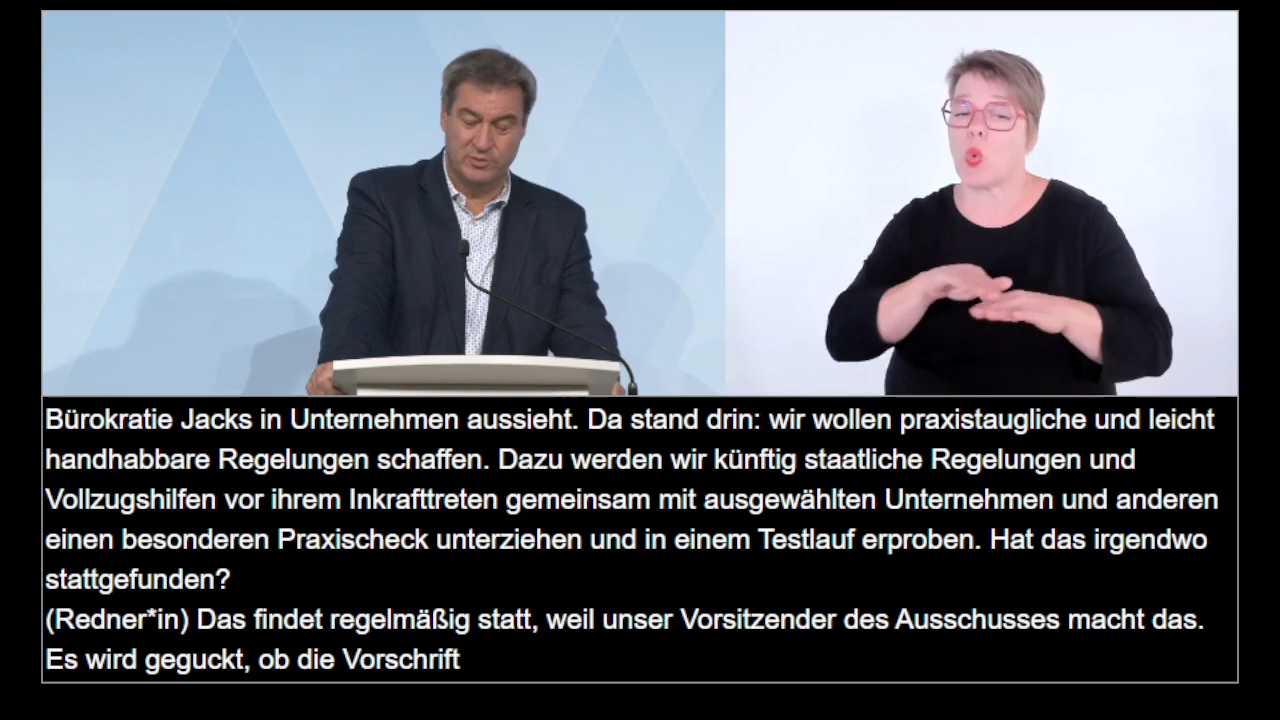 Bürokratie Jacks in Unternehmen aussieht. Da stand drin: wir wollen praxistaugliche und leicht
handhabbare Regelungen schaffen. Dazu werden wir künftig staatliche Regelungen und
Vollzugshilfen vor ihrem Inkrafttreten gemeinsam mit ausgewählten Unternehmen und anderen
einen besonderen Praxischeck unterziehen und in einem Testlauf erproben. Hat das irgendwo
stattgefunden?
(Redner*in) Das findet regelmäßig statt, weil unser Vorsitzender des Ausschusses macht das.
Es wird geguckt, ob die Vorschrift